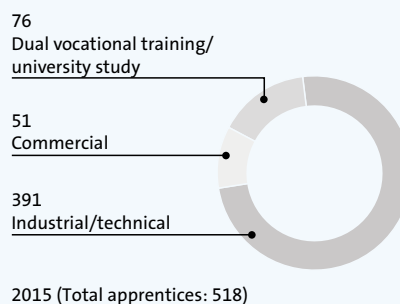 76
Dual vocational training/
university study
51
Commercial
391
Industrial/technical
2015 (Total apprentices: 518)